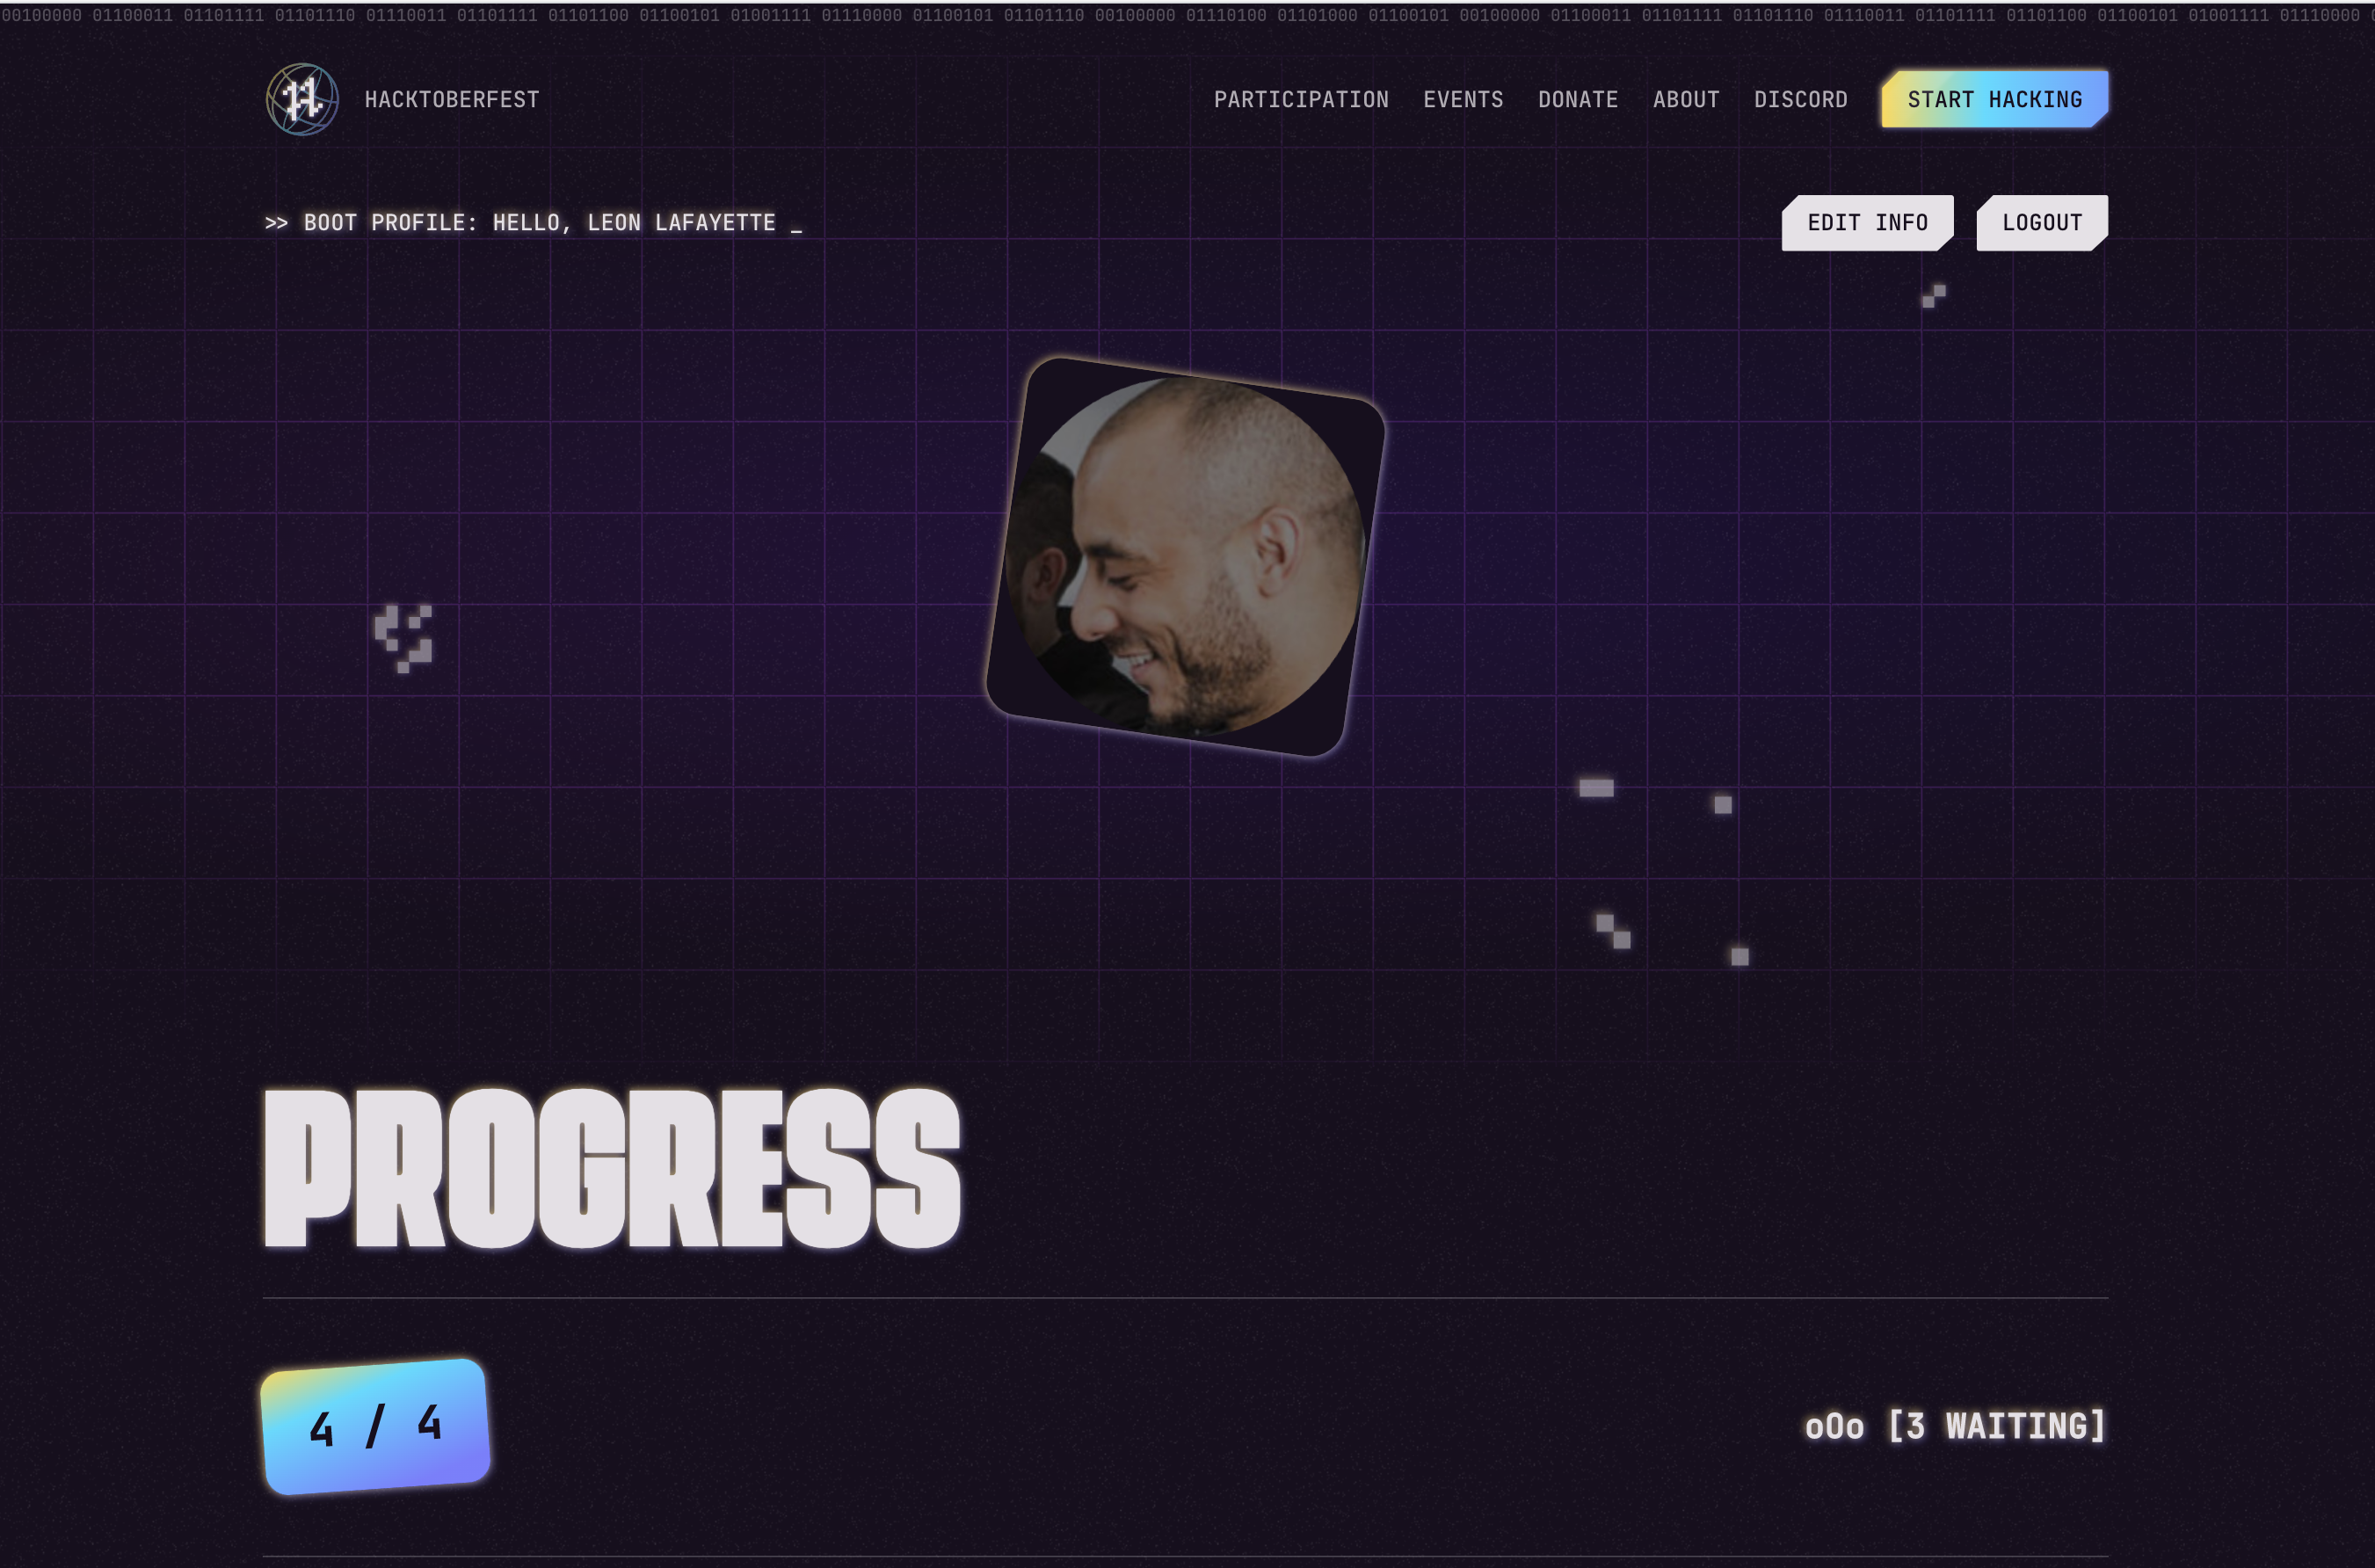 00100000 01100011 01101111 01101110 01110011 01101111 01101100 01100101 01001111 01110000 01100101 01101110 00100000 01110100 01101000 01100101 00100000 01100011 01101111 01101110 01110011 01101111 01101100 01100101 01001111 01110000
HACKTOBERFEST PARTICIPATION EVENTS DONATE ABOUT DISCORD START HACKING
>> BOOT PROFILE: HELLO, LEON LAFAYETTE _ EDIT INFO LOGOUT
PROGRESS
4 / 4 oOo [3 WAITING]